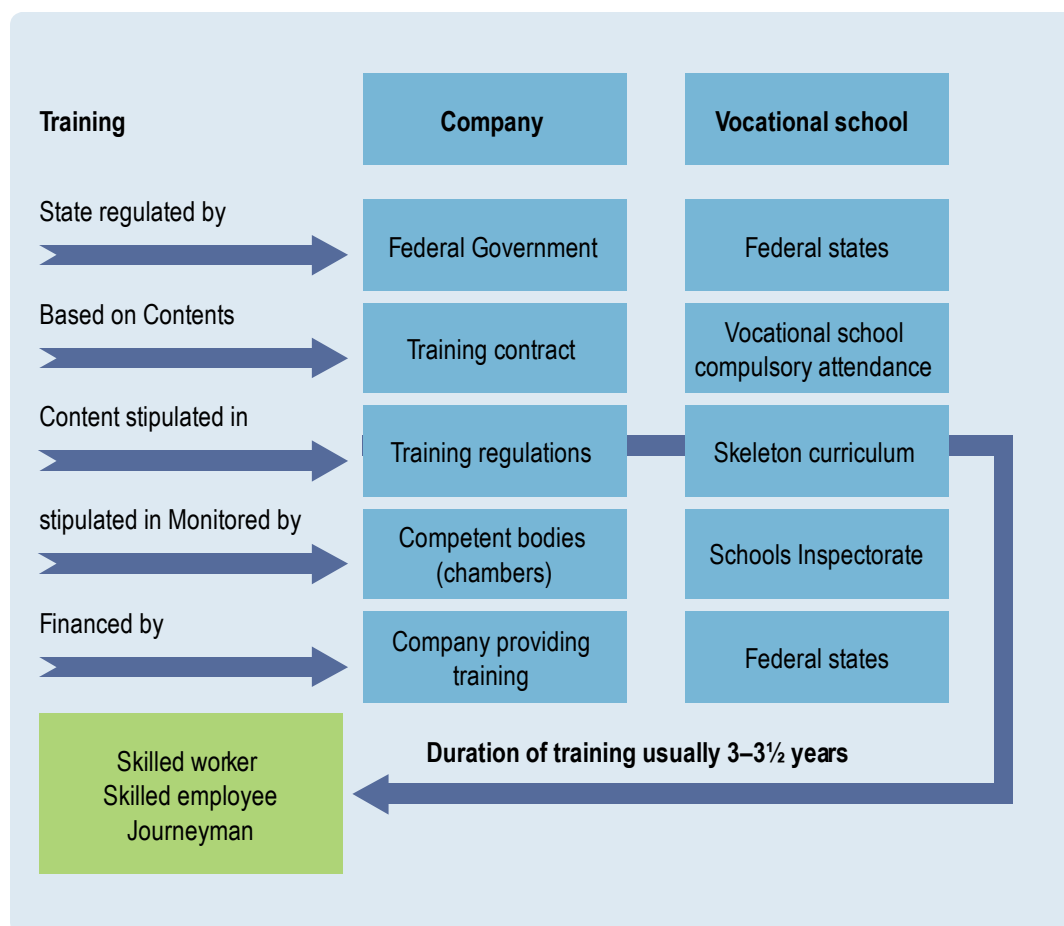 Training
Company
Vocational school
State regulated by
Federal Government
Federal states
Based on Contents
Training contract
Vocational school
compulsory attendance
Content stipulated in
Training regulations
Skeleton curriculum
stipulated in Monitored by
Competent bodies
(chambers)
Schools Inspectorate
Financed by
Company providing
training
Federal states
Duration of training usually 3–3½ years
Skilled worker
Skilled employee
Journeyman